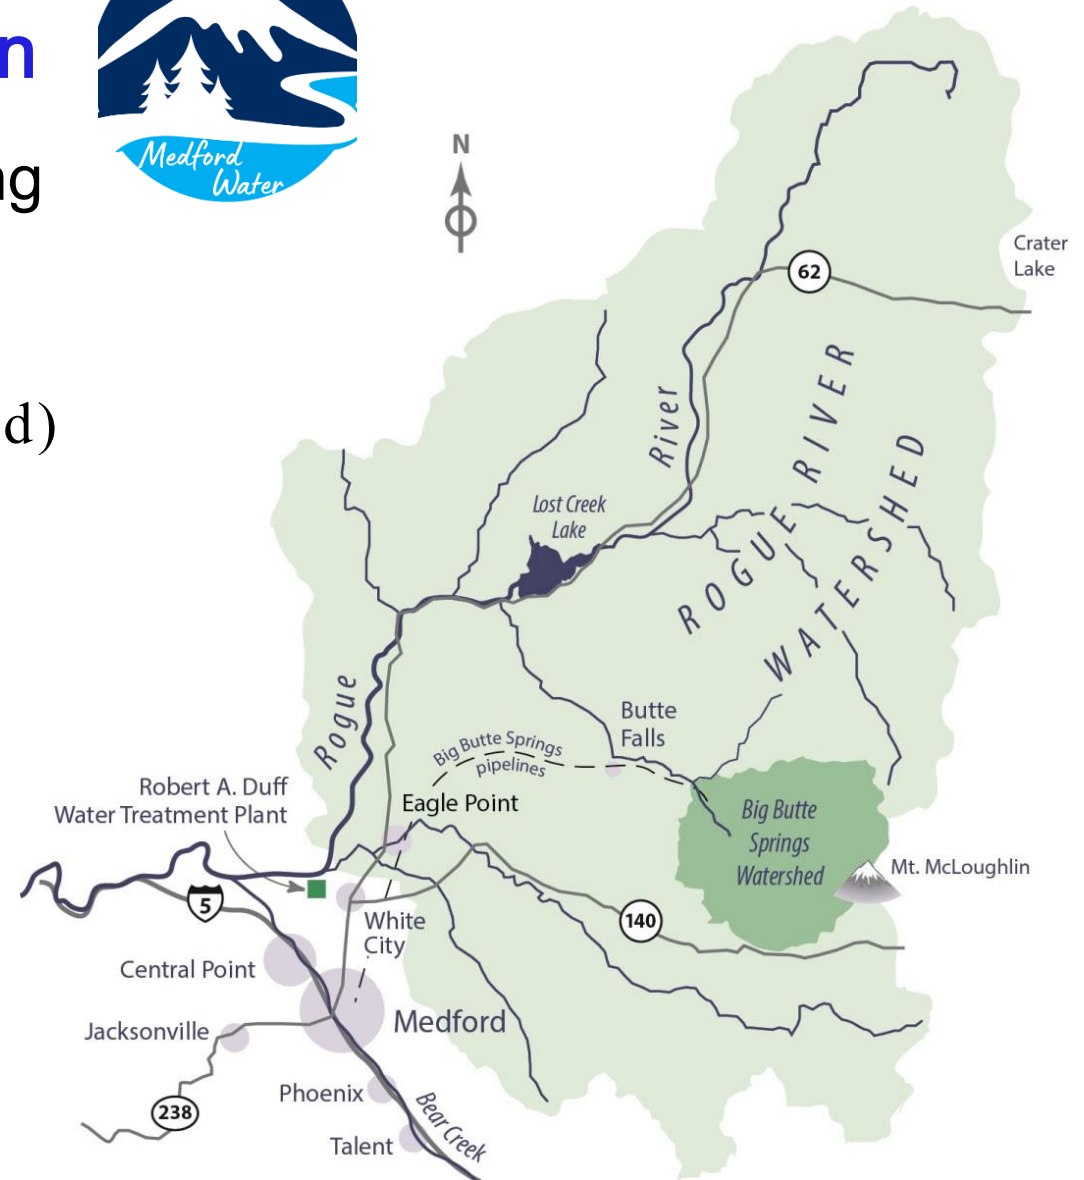 n
ng
d)
Medford
Water
N
Crater
Lake
62
River
ROGUE RIVER
WATERSHED
Lost Creek
Lake
Rogue
Butte
Falls
Big Butte Springs
pipelines
Robert A. Duff
Water Treatment Plant
Eagle Point
Big Butte
Springs
Watershed
Mt. McLoughlin
5
White
City
140
Central Point
Medford
Jacksonville
238
Phoenix
Bear Creek
Talent